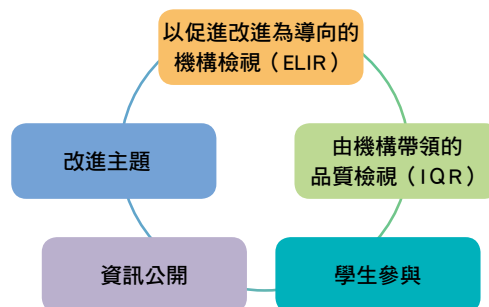 以促進改進為導向的
機構檢視（ELIR）
由機構帶領的
品質檢視（IQR）
學生參與
資訊公開
改進主題